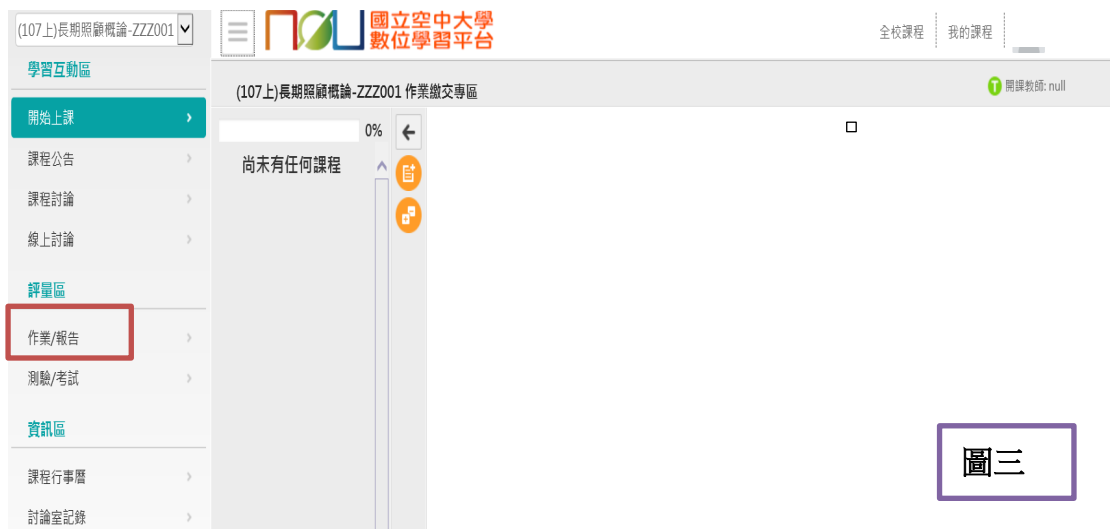 (107上)長期照顧概論-ZZZ001
學習互動區
開始上課
課程公告
課程討論
線上討論
評量區
作業/報告
測驗/考試
資訊區
課程行事曆
討論室記錄
nou 國立空中大學
數位學習平台
全校課程 我的課程
(107上)長期照顧概論-ZZZ001 作業繳交專區
T 開課教師: null
0%
尚未有任何課程
圖三